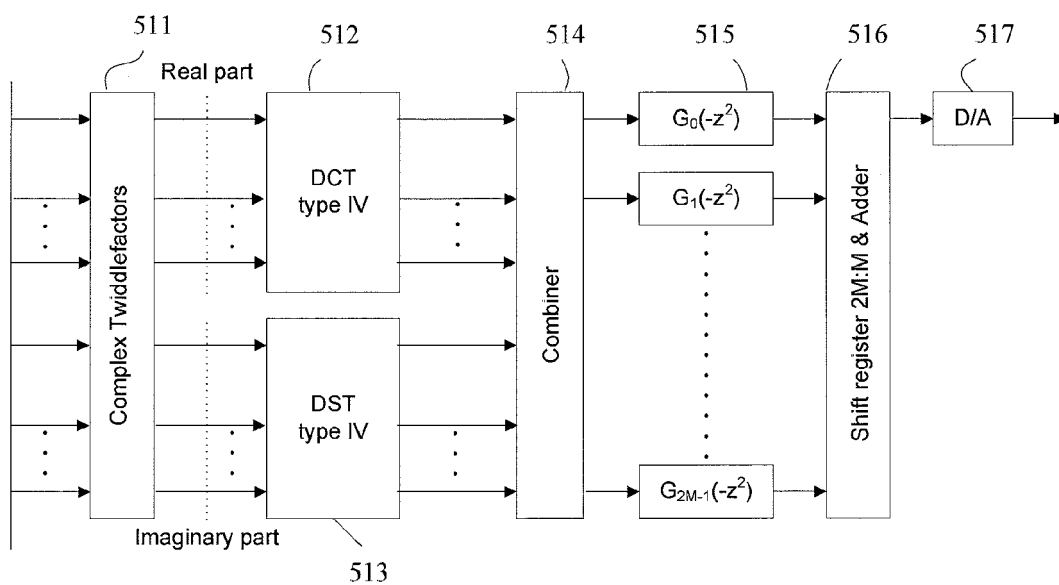 511
512
514
515
516
517
Real part
Complex Twiddlefactors
DCT
type IV
DST
type IV
Combiner
G₀(-z²)
G₁(-z²)
G₂M-₁(-z²)
Shift register 2M:M & Adder
D/A
Imaginary part
513